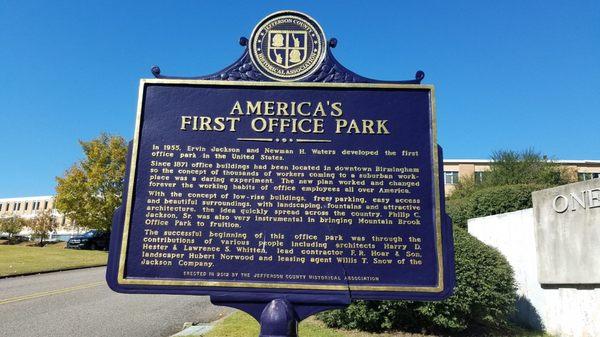 JEFFERSON COUNTY
HISTORICAL ASSOCIATION
AMERICA'S
FIRST OFFICE PARK
In 1955, Ervin Jackson and Newman H. Waters developed the first
office park in the United States.
Since 1871 office buildings had been located in downtown Birmingham
so the concept of thousands of workers coming to a suburban work-
place was a daring experiment. The new plan worked and changed
forever the working habits of office employees all over America.
With the concept of low-rise buildings, free parking, easy access
and beautiful surroundings, with landscaping, fountains and attractive
architecture, the idea quickly spread across the country. Philip C.
Jackson, Sr. was also very instrumental in bringing Mountain Brook
Office Park to fruition.
The successful beginning of this office park was through the
contributions of various people including architects Harry D.
Hester & Lawrence S. Whitten, lead contractor F. R. Hoar & Son,
landscaper Hubert Norwood and leasing agent Willis T. Snow of the
Jackson Company.
ERECTED IN 2012 BY THE JEFFERSON COUNTY HISTORICAL ASSOCIATION
ONE